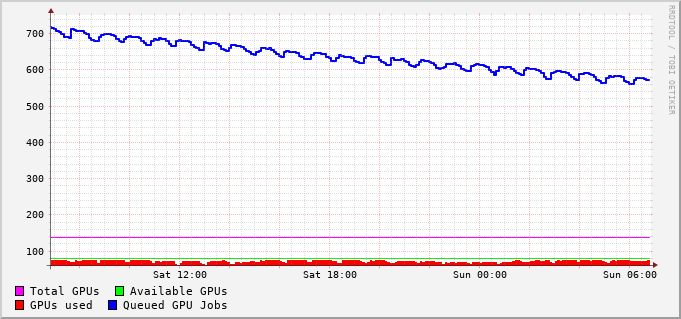 RRDTOOL / TOBI OETIKER
700
600
500
400
300
200
100
Sat 12:00 Sat 18:00 Sun 00:00 Sun 06:00
Total GPUs Available GPUs
GPUs used Queued GPU Jobs